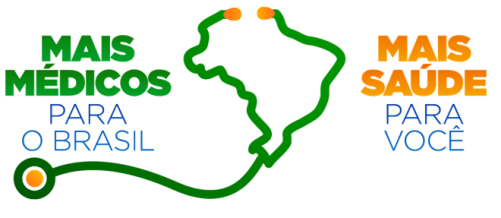 MAIS
MÉDICOS
PARA
O BRASIL
MAIS
SAÚDE
PARA
VOCÊ